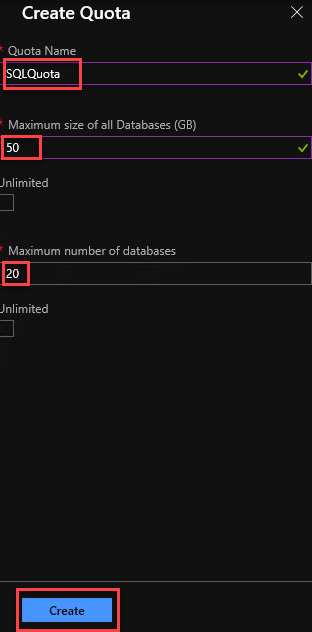 Create Quota
* Quota Name
SQLQuota
* Maximum size of all Databases (GB)
50
Unlimited
* Maximum number of databases
20
Unlimited
Create